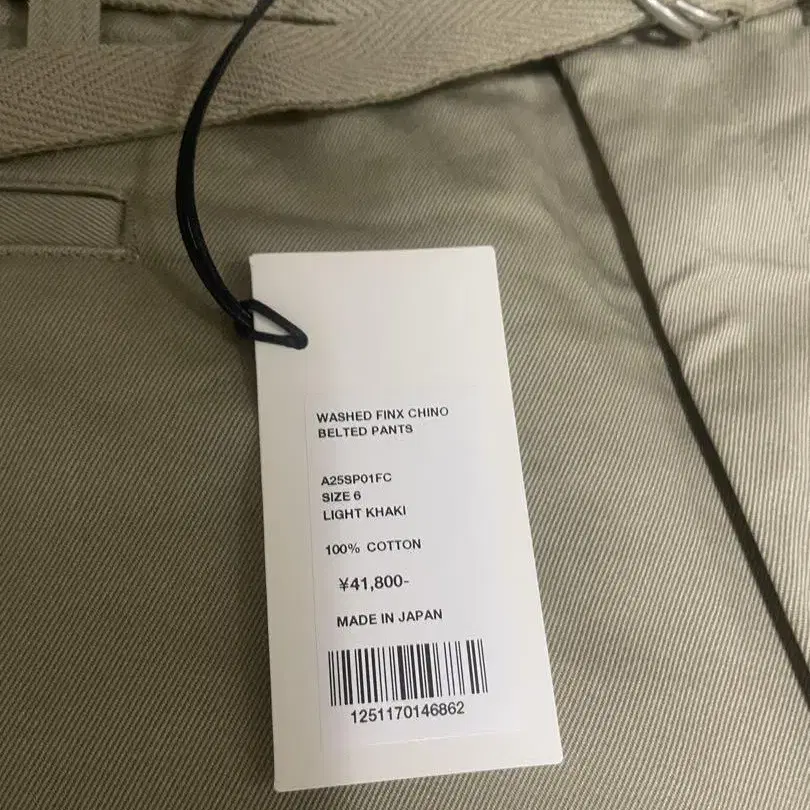 WASHED FINX CHINO
BELTED PANTS
A25SP01FC
SIZE 6
LIGHT KHAKI
100% COTTON
¥41,800-
MADE IN JAPAN
1251170146862